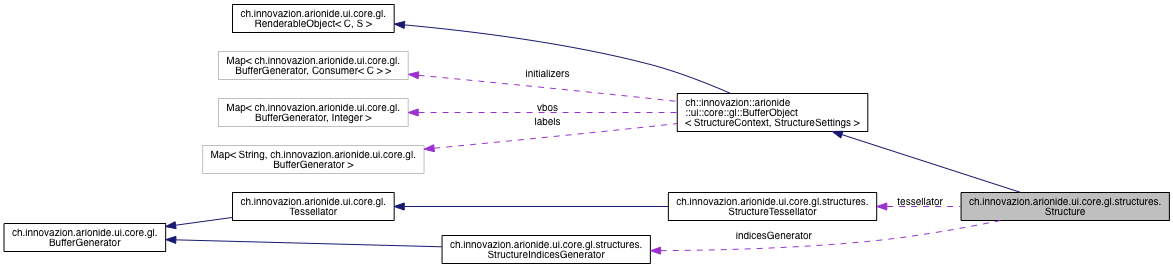 ch.innovazion.arionide.ui.core.gl.
RenderableObject< C, S >
Map< ch.innovazion.arionide.ui.core.gl.
BufferGenerator, Consumer< C > >
initializers
Map< ch.innovazion.arionide.ui.core.gl.
BufferGenerator, Integer >
vbos
ch::innovazion::arionide
::ui::core::gl::BufferObject
< StructureContext, StructureSettings >
labels
Map< String, ch.innovazion.arionide.ui.core.gl.
BufferGenerator >
ch.innovazion.arionide.ui.core.gl.
Tessellator
ch.innovazion.arionide.ui.core.gl.structures.
StructureTessellator
tessellator
ch.innovazion.arionide.ui.core.gl.structures.
Structure
ch.innovazion.arionide.ui.core.gl.
BufferGenerator
ch.innovazion.arionide.ui.core.gl.structures.
StructureIndicesGenerator
indicesGenerator